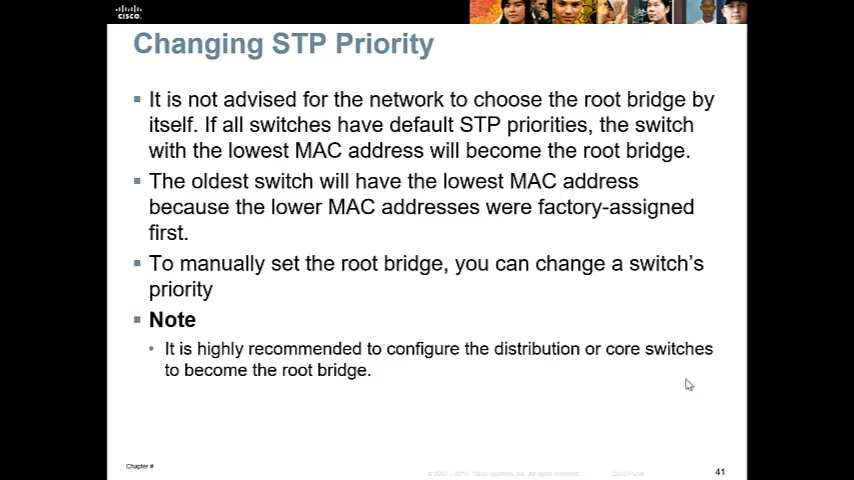 CISCO
Changing STP Priority
It is not advised for the network to choose the root bridge by
itself. If all switches have default STP priorities, the switch
with the lowest MAC address will become the root bridge.
The oldest switch will have the lowest MAC address
because the lower MAC addresses were factory-assigned
first.
To manually set the root bridge, you can change a switch's
priority
Note
It is highly recommended to configure the distribution or core switches
to become the root bridge.
Chapter #
41